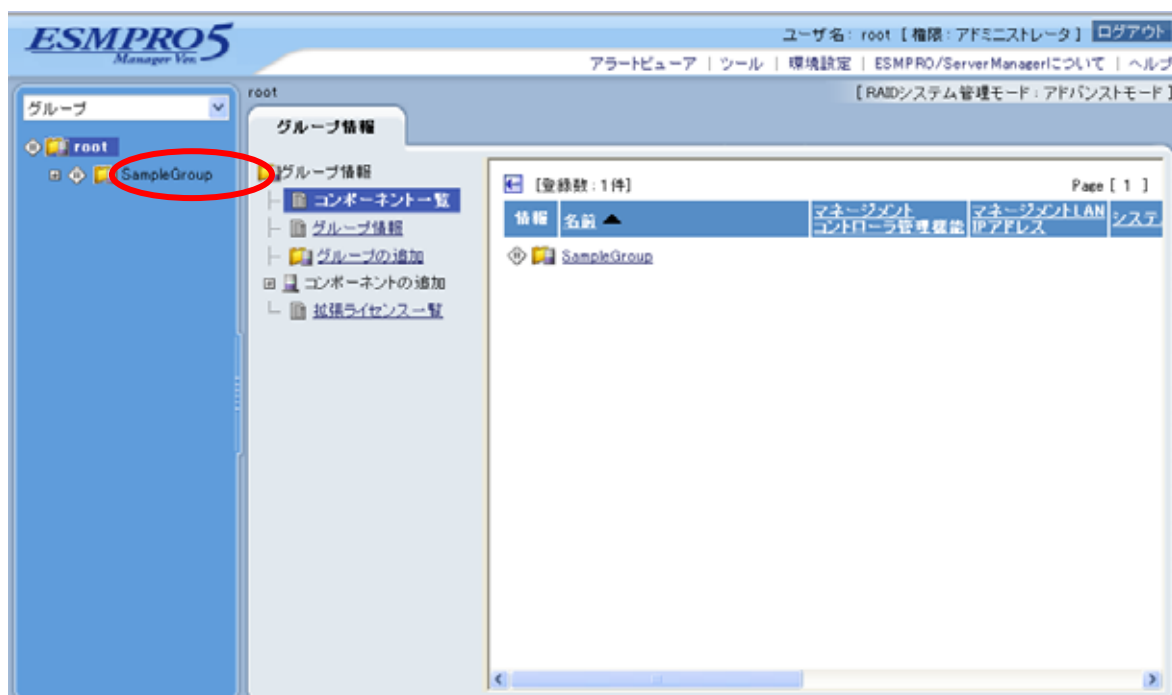 ESMPRO5
Manager Ver.
ユーザ名: root [ 権限: アドミニストレータ ] ログアウト
アラートビューア | ツール | 環境設定 | ESMPRO/ServerManagerについて | ヘルプ
グループ
root
[ RAIDシステム管理モード: アドバンストモード ]
グループ情報
root
SampleGroup
グループ情報
コンポーネント一覧
グループ情報
グループの追加
コンポーネントの追加
拡張ライセンス一覧
[登録数: 1件]
Page [ 1 ]
情報 名前 ▲ マネージメントコントローラ管理機能 マネージメントLAN IPアドレス システ
SampleGroup